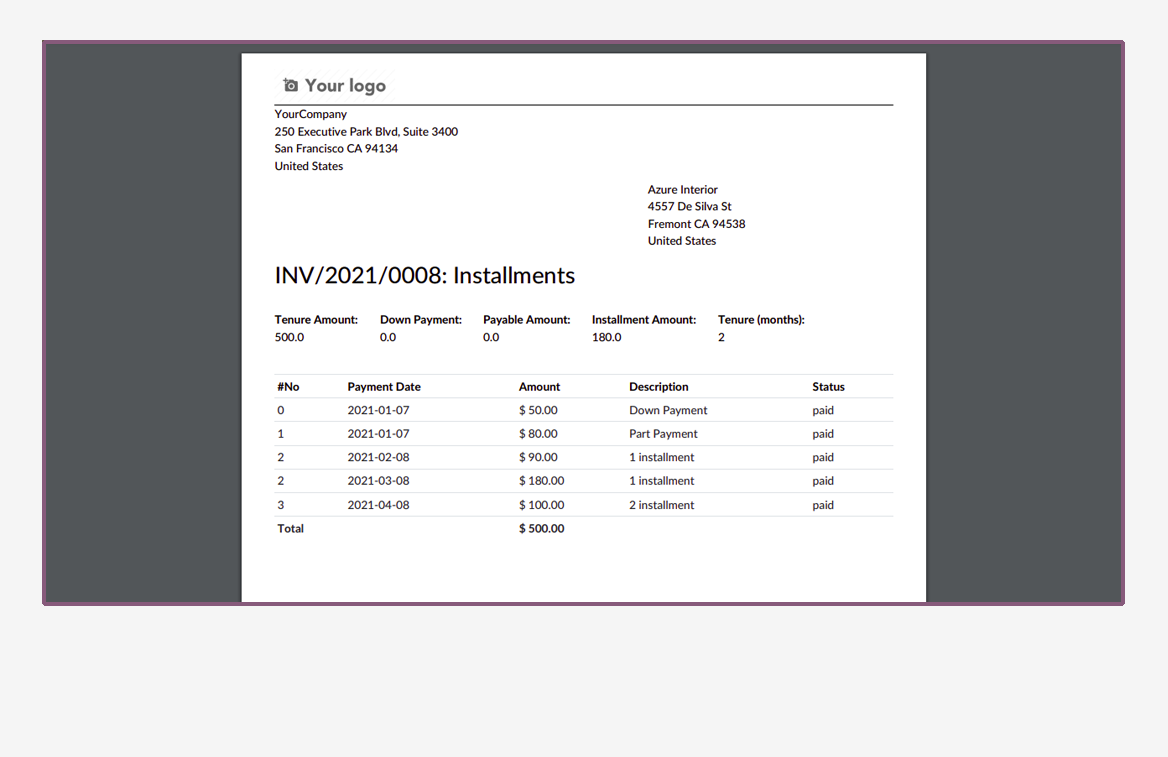 Your logo
YourCompany
250 Executive Park Blvd, Suite 3400
San Francisco CA 94134
United States
Azure Interior
4557 De Silva St
Fremont CA 94538
United States
INV/2021/0008: Installments
Tenure Amount: Down Payment: Payable Amount: Installment Amount: Tenure (months):
500.0 0.0 0.0 180.0 2
#No Payment Date Amount Description Status
0 2021-01-07 $ 50.00 Down Payment paid
1 2021-01-07 $ 80.00 Part Payment paid
2 2021-02-08 $ 90.00 1 installment paid
2 2021-03-08 $ 180.00 1 installment paid
3 2021-04-08 $ 100.00 2 installment paid
Total $ 500.00